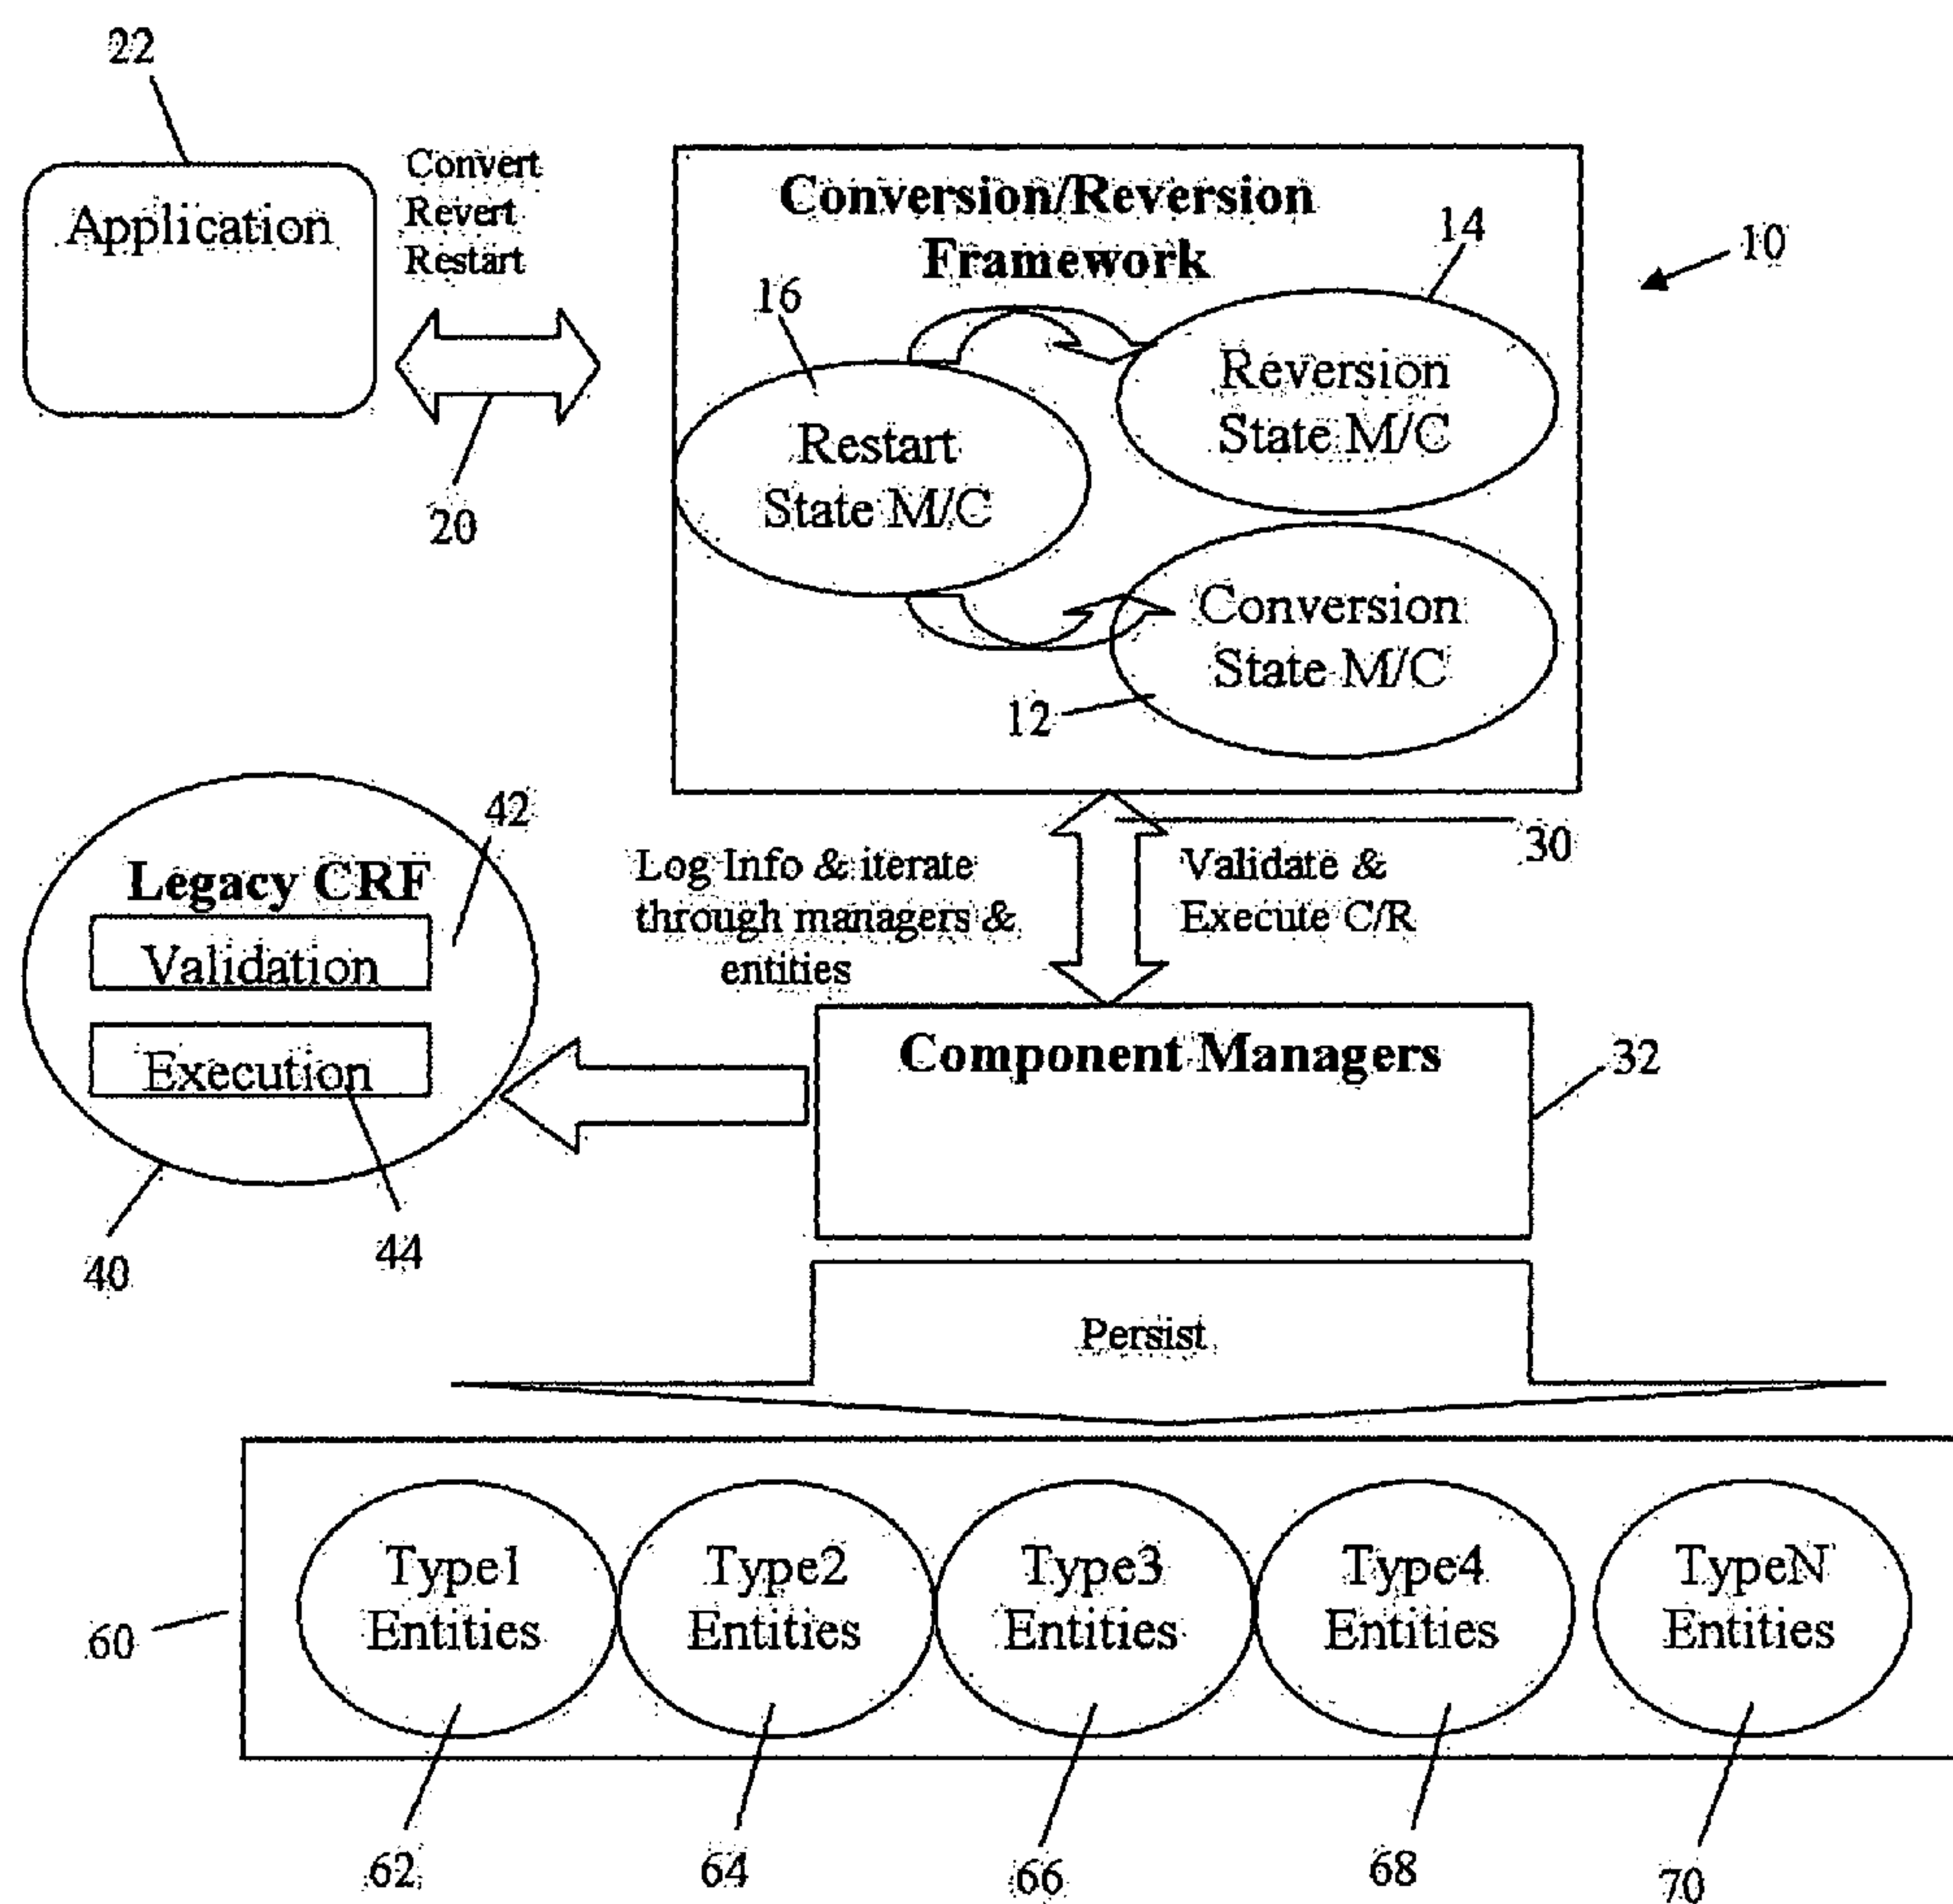 22
Application
Convert
Revert
Restart
20
Conversion/Reversion
Framework
10
14
16
Reversion
State M/C
Restart
State M/C
Conversion
State M/C
12
30
42
Legacy CRF
Validation
Execution
40
44
Log Info & iterate
through managers &
entities
Validate &
Execute C/R
Component Managers
32
Persist
60
Type1
Entities
Type2
Entities
Type3
Entities
Type4
Entities
TypeN
Entities
62
64
66
68
70